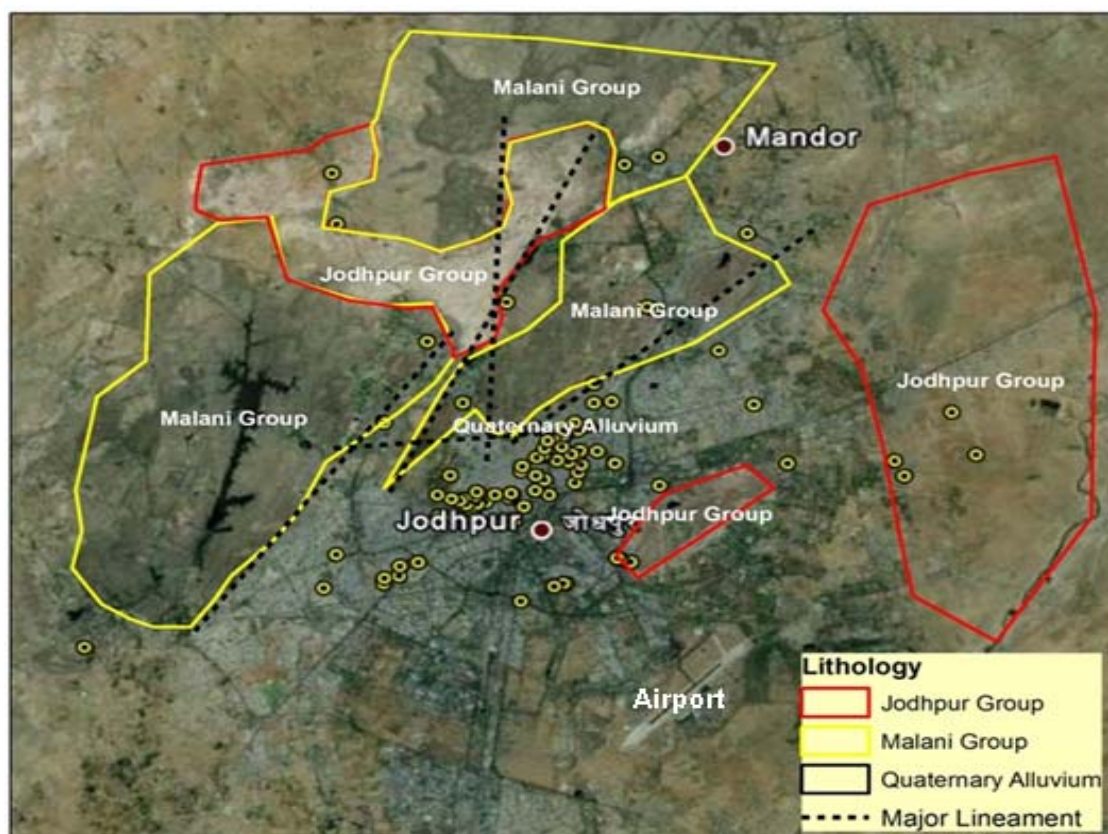 Malani Group
Mandor
Jodhpur Group
Malani Group
Jodhpur Group
Malani Group
Quaternary Alluvium
Jodhpur Group
Jodhpur जोधपुर
Airport
Lithology
Jodhpur Group
Malani Group
Quaternary Alluvium
Major Lineament